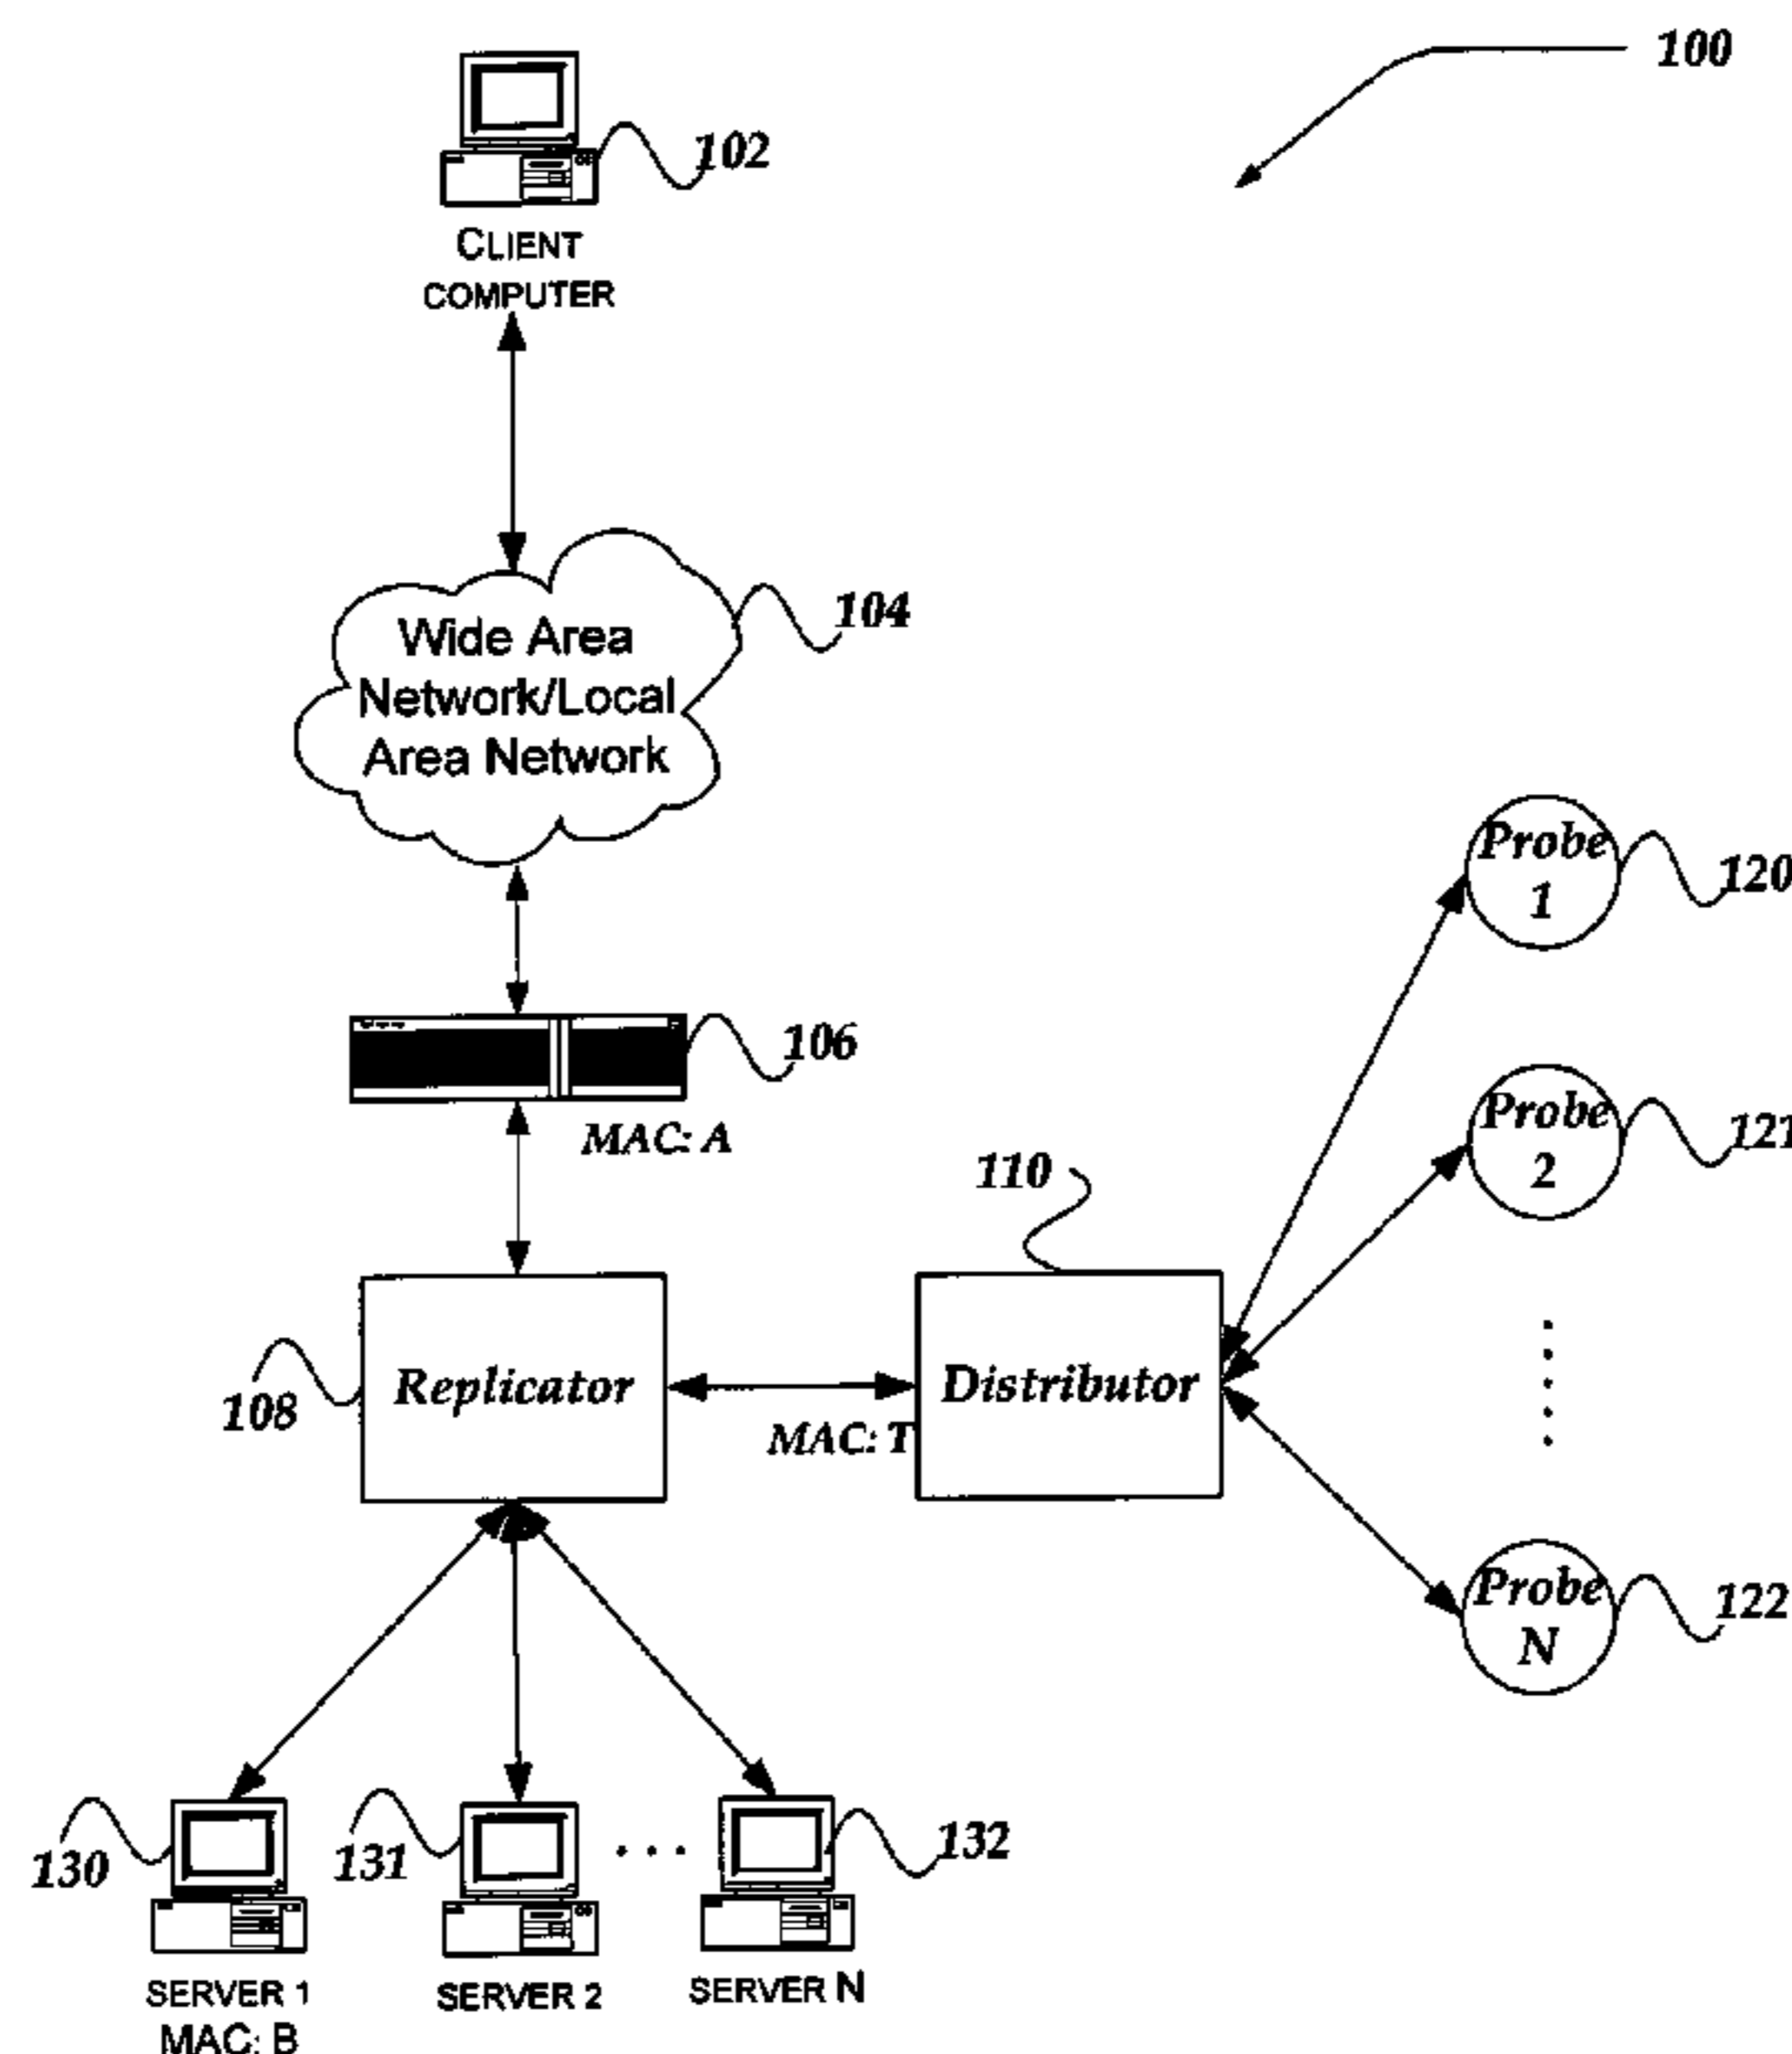 100
102
CLIENT
COMPUTER
104
Wide Area
Network/Local
Area Network
Probe
1
120
106
MAC: A
Probe
2
121
110
Replicator
108
Distributor
MAC: T
Probe
N
122
130
131
. . .
132
SERVER 1
MAC: B
SERVER 2
SERVER N